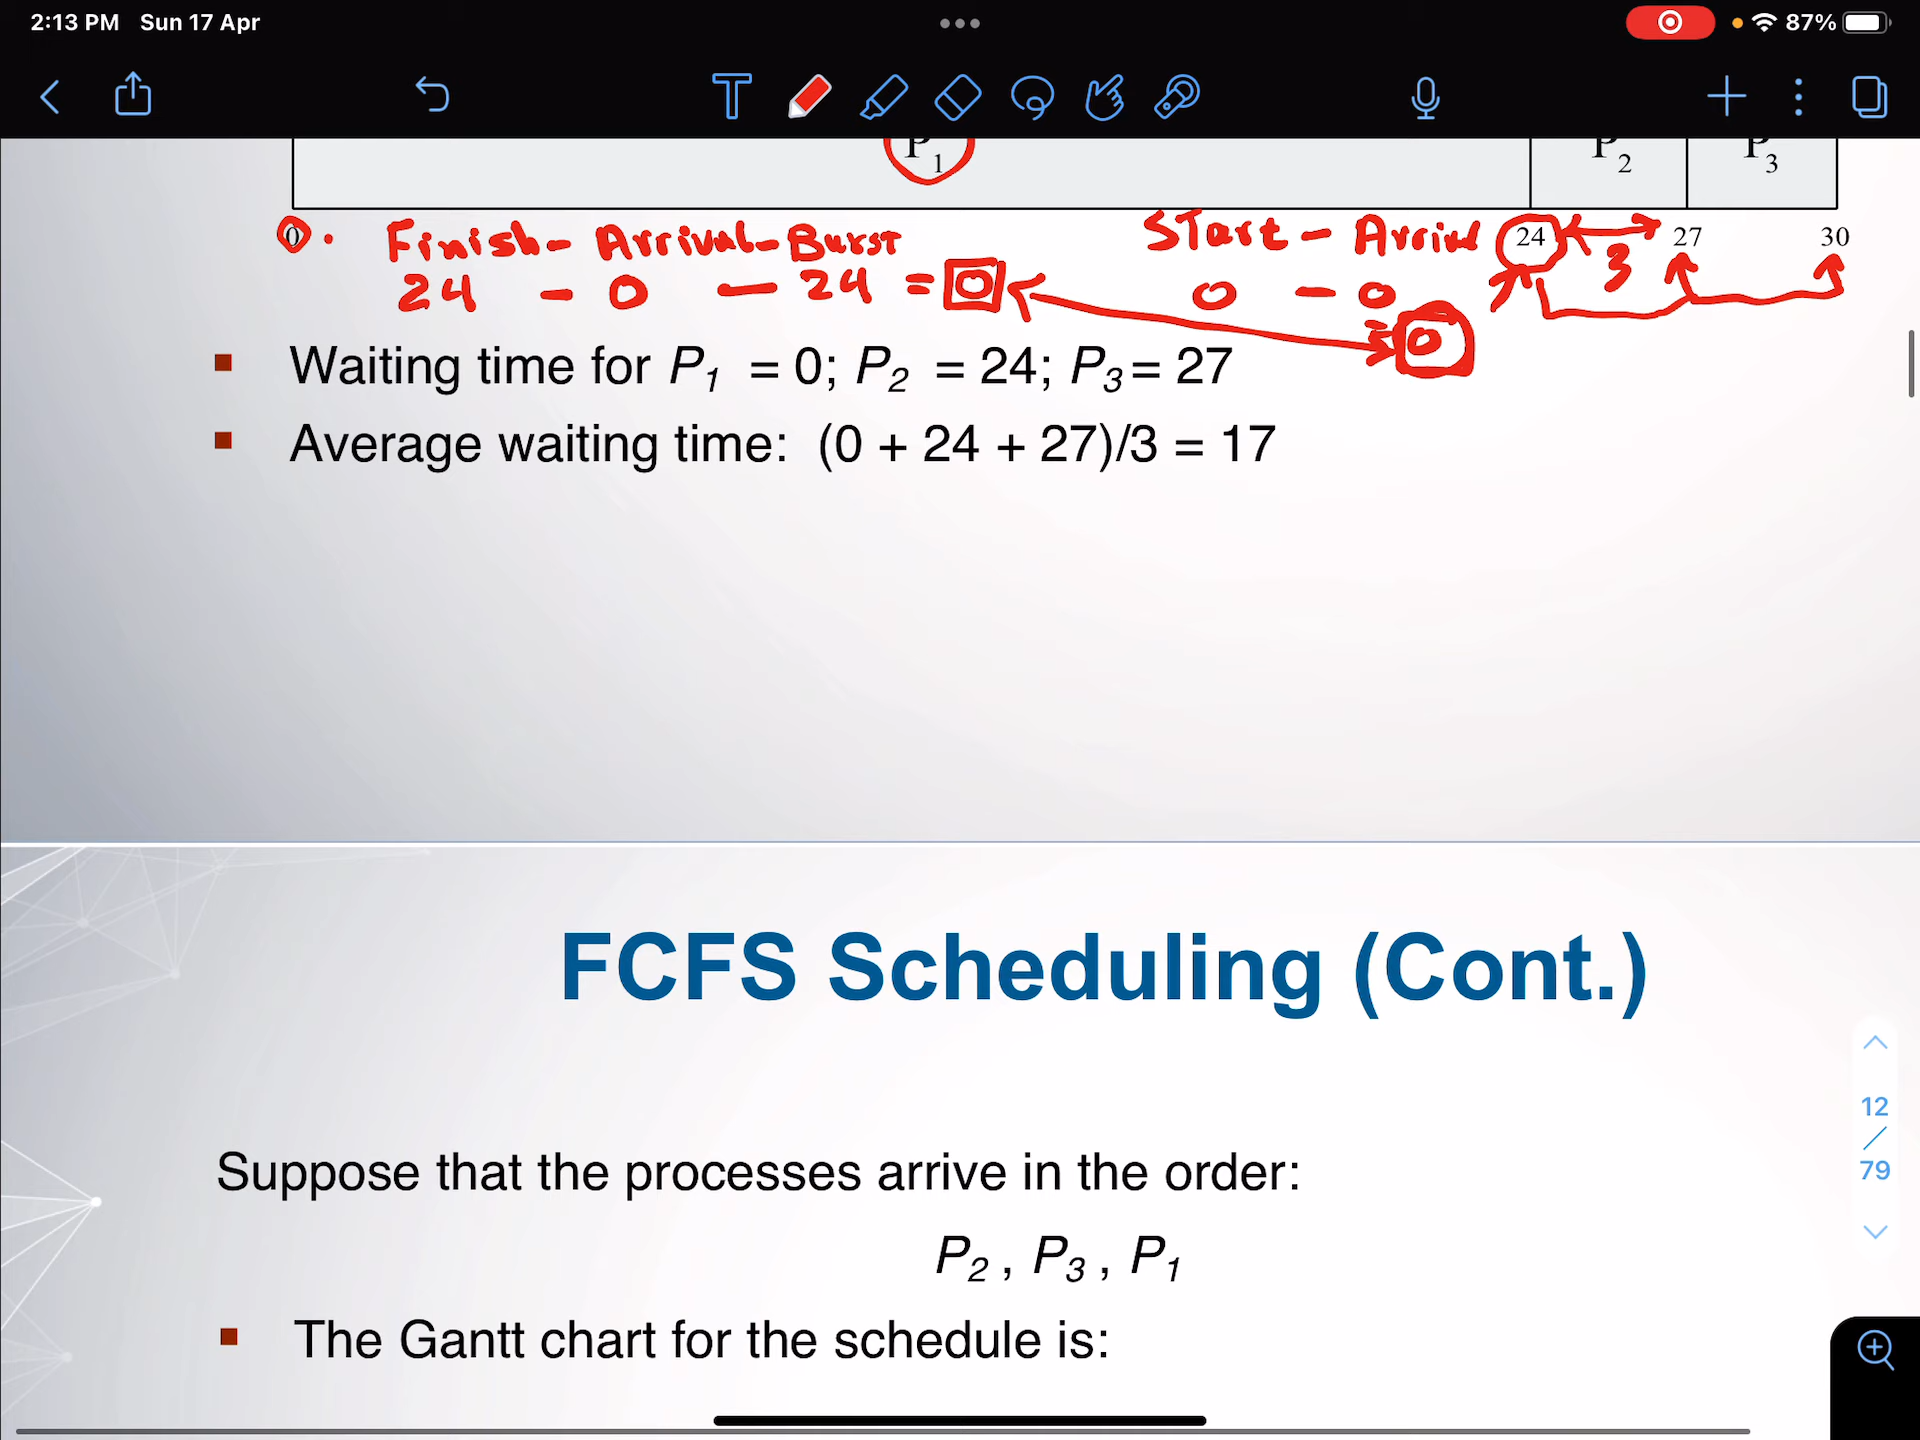 2:13 PM Sun 17 Apr
87%
P1 P2 P3
0 24 27 30
Finish - Arrival - Burst Start - Arrival
24 - 0 - 24 = 0 0 - 0 3
= 0
Waiting time for P1 = 0; P2 = 24; P3 = 27
Average waiting time: (0 + 24 + 27)/3 = 17
FCFS Scheduling (Cont.)
Suppose that the processes arrive in the order:
P2 , P3 , P1
The Gantt chart for the schedule is:
12
/
79